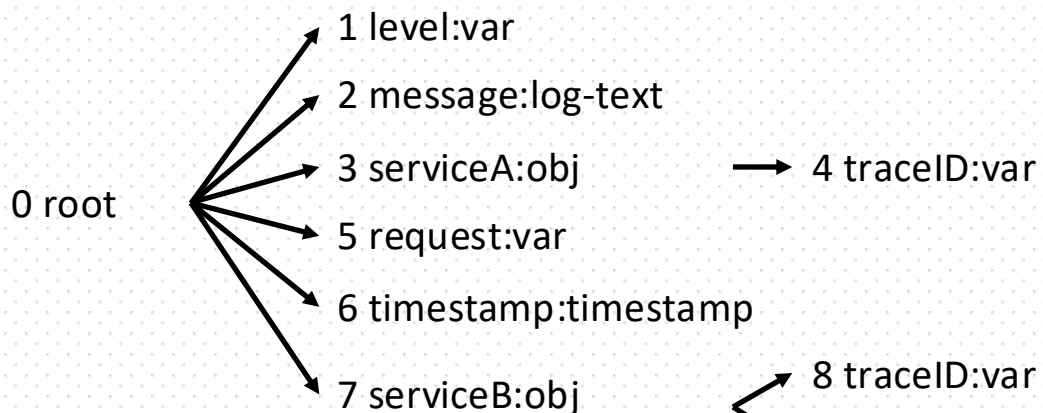 1 level:var
2 message:log-text
3 serviceA:obj
4 traceID:var
0 root
5 request:var
6 timestamp:timestamp
8 traceID:var
7 serviceB:obj